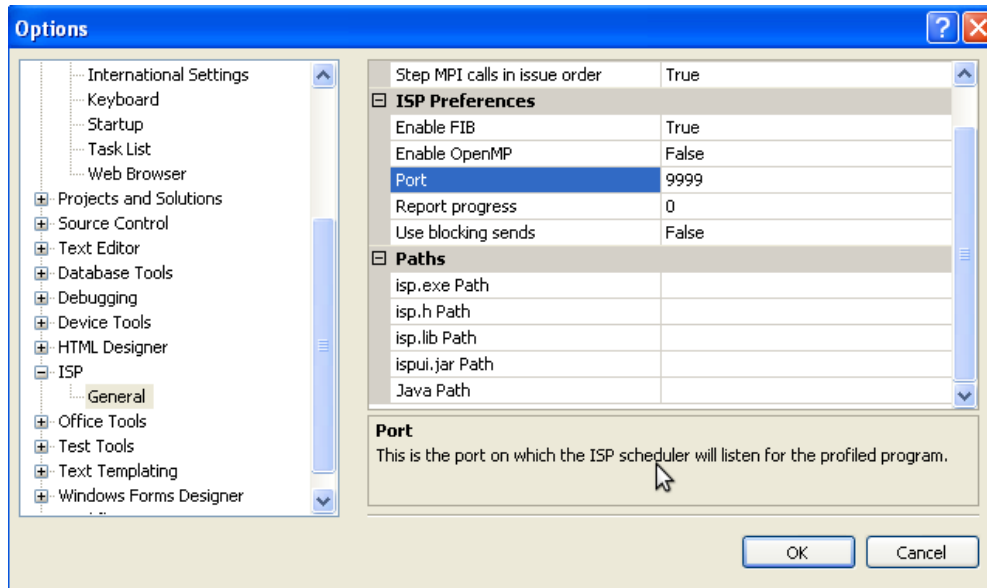 Options
International Settings
Keyboard
Startup
Task List
Web Browser
Projects and Solutions
Source Control
Text Editor
Database Tools
Debugging
Device Tools
HTML Designer
ISP
General
Office Tools
Test Tools
Text Templating
Windows Forms Designer
Step MPI calls in issue order True
ISP Preferences
Enable FIB True
Enable OpenMP False
Port 9999
Report progress 0
Use blocking sends False
Paths
isp.exe Path
isp.h Path
isp.lib Path
ispui.jar Path
Java Path
Port
This is the port on which the ISP scheduler will listen for the profiled program.
OK Cancel